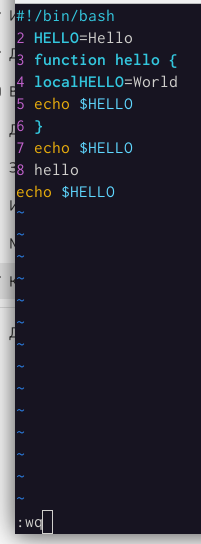 #!/bin/bash
2 HELLO=Hello
3 function hello {
4 localHELLO=World
5 echo $HELLO
6 }
7 echo $HELLO
8 hello
echo $HELLO
~
~
~
~
~
~
~
~
~
~
~
~
~
~
:wq